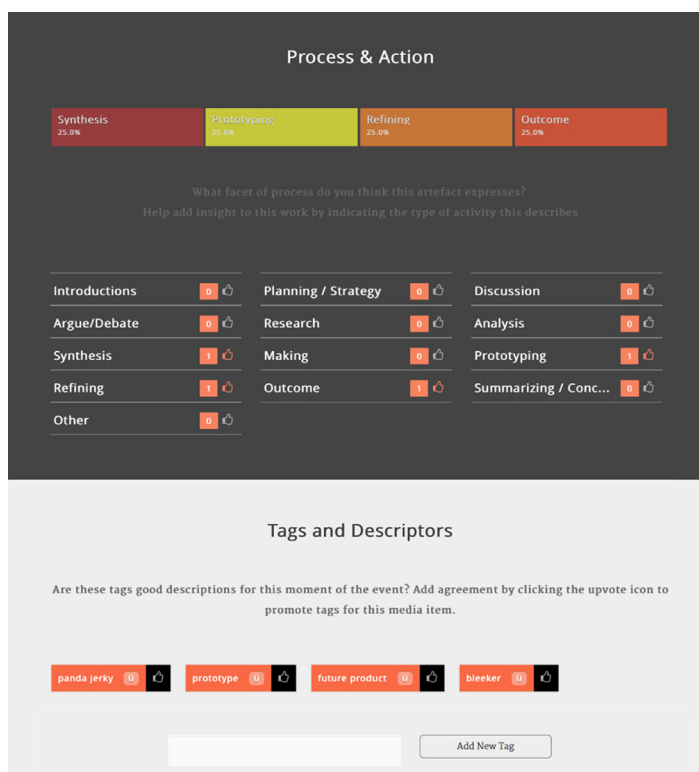 Process & Action
Synthesis
25.0%
Prototyping
25.0%
Refining
25.0%
Outcome
25.0%
What facet of process do you think this artefact expresses?
Help add insight to this work by indicating the type of activity this describes
Introductions 0
Planning / Strategy 0
Discussion 0
Argue/Debate 0
Research 0
Analysis 0
Synthesis 1
Making 0
Prototyping 1
Refining 1
Outcome 1
Summarizing / Conc... 0
Other 0
Tags and Descriptors
Are these tags good descriptions for this moment of the event? Add agreement by clicking the upvote icon to
promote tags for this media item.
panda jerky 0
prototype 0
future product 0
bleeker 0
Add New Tag